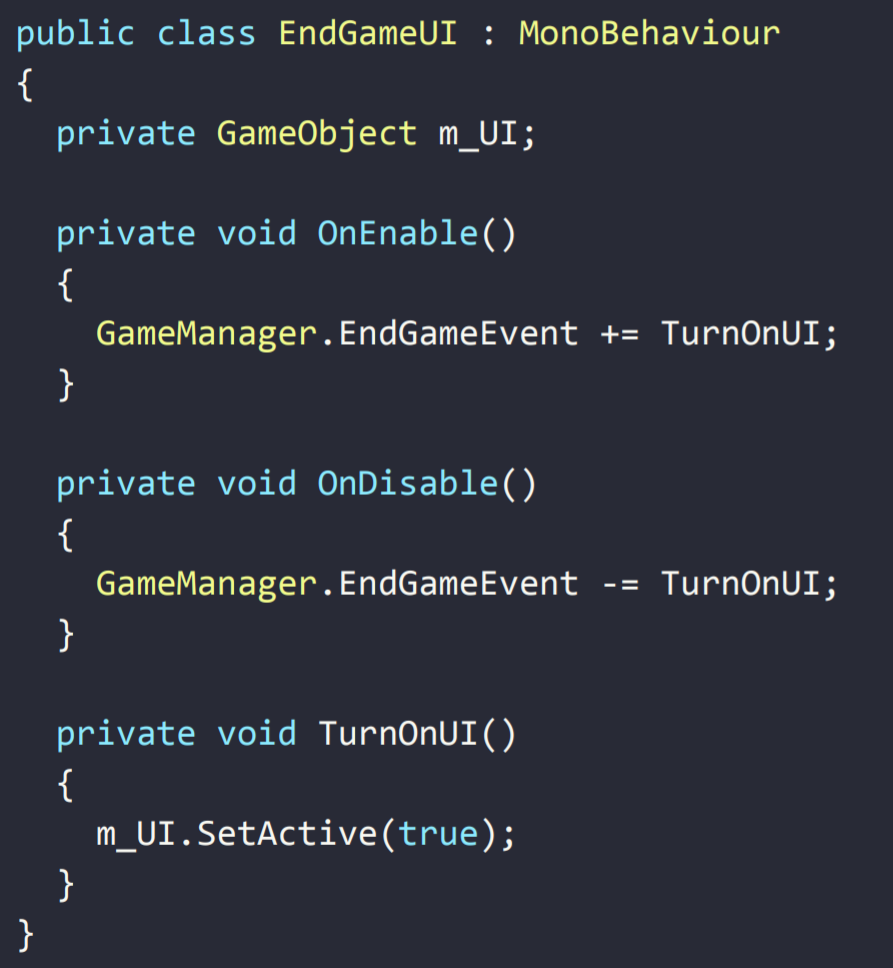 public class EndGameUI : MonoBehaviour
{
  private GameObject m_UI;

  private void OnEnable()
  {
    GameManager.EndGameEvent += TurnOnUI;
  }

  private void OnDisable()
  {
    GameManager.EndGameEvent -= TurnOnUI;
  }

  private void TurnOnUI()
  {
    m_UI.SetActive(true);
  }
}